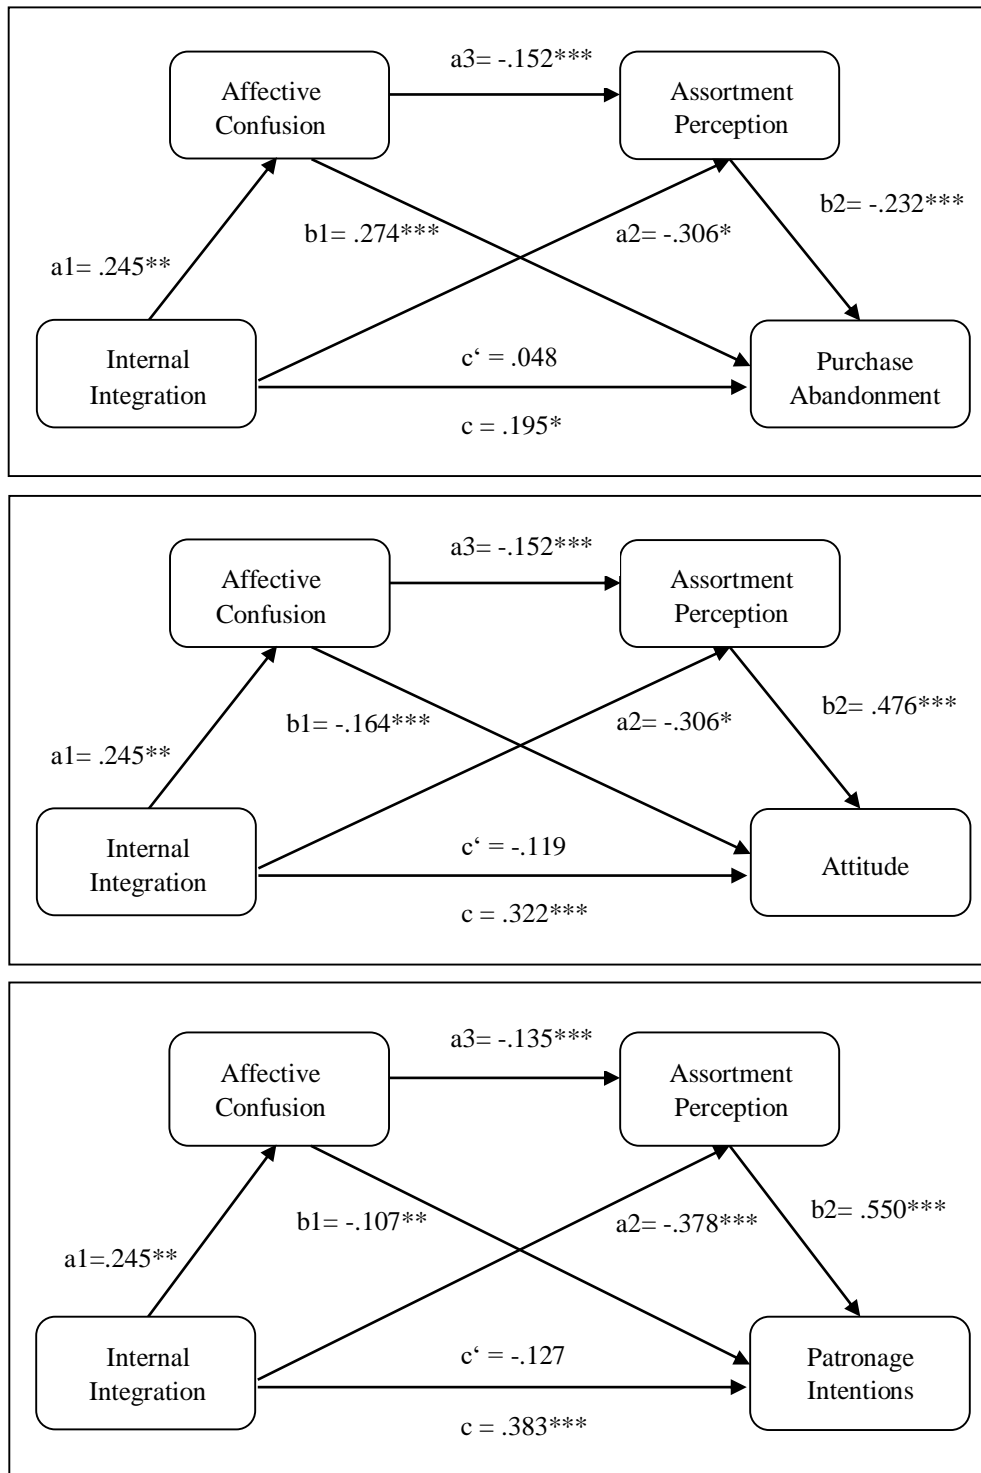 a3= -.152***
Affective
Confusion
Assortment
Perception
b1= .274***
a2= -.306*
b2= -.232***
a1= .245**
Internal
Integration
c‘ = .048
c = .195*
Purchase
Abandonment
a3= -.152***
Affective
Confusion
Assortment
Perception
b1= -.164***
a2= -.306*
b2= .476***
a1= .245**
Internal
Integration
c‘ = -.119
c = .322***
Attitude
a3= -.135***
Affective
Confusion
Assortment
Perception
b1= -.107**
a2= -.378***
b2= .550***
a1=.245**
Internal
Integration
c‘ = -.127
c = .383***
Patronage
Intentions